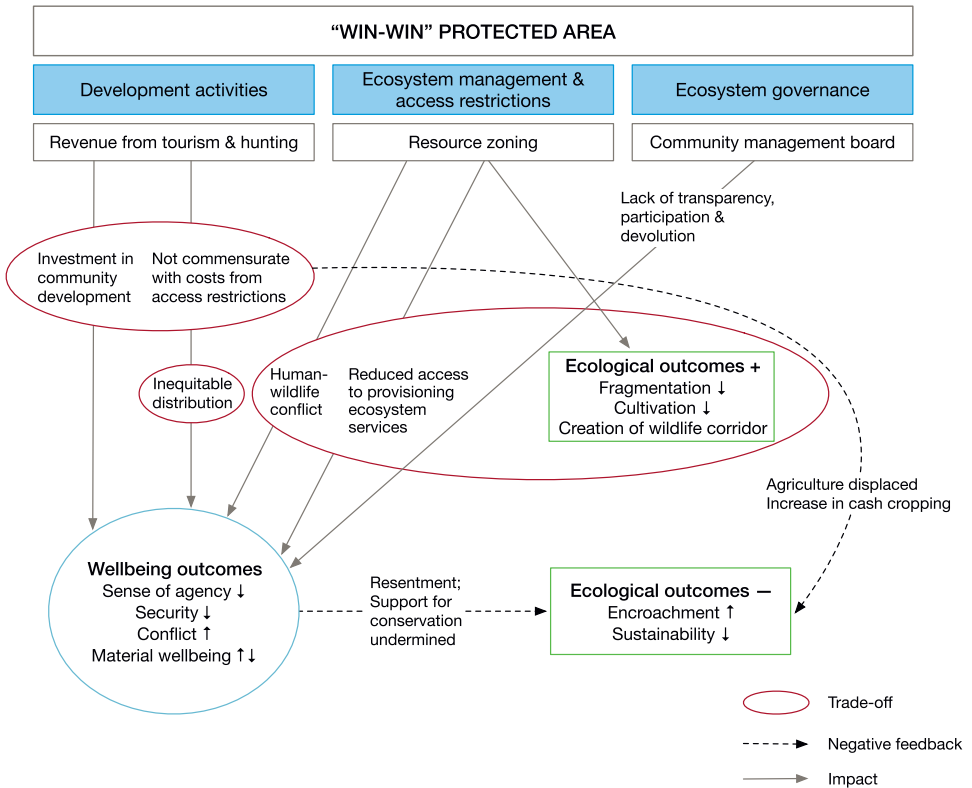 “WIN-WIN” PROTECTED AREA
Development activities
Ecosystem management &
access restrictions
Ecosystem governance
Revenue from tourism & hunting
Resource zoning
Community management board
Lack of transparency,
participation &
devolution
Investment in
community
development
Not commensurate
with costs from
access restrictions
Inequitable
distribution
Human-
wildlife
conflict
Reduced access
to provisioning
ecosystem
services
Ecological outcomes +
Fragmentation ↓
Cultivation ↓
Creation of wildlife corridor
Agriculture displaced
Increase in cash cropping
Wellbeing outcomes
Sense of agency ↓
Security ↓
Conflict ↑
Material wellbeing ↑↓
Resentment;
Support for
conservation
undermined
Ecological outcomes —
Encroachment ↑
Sustainability ↓
Trade-off
Negative feedback
Impact